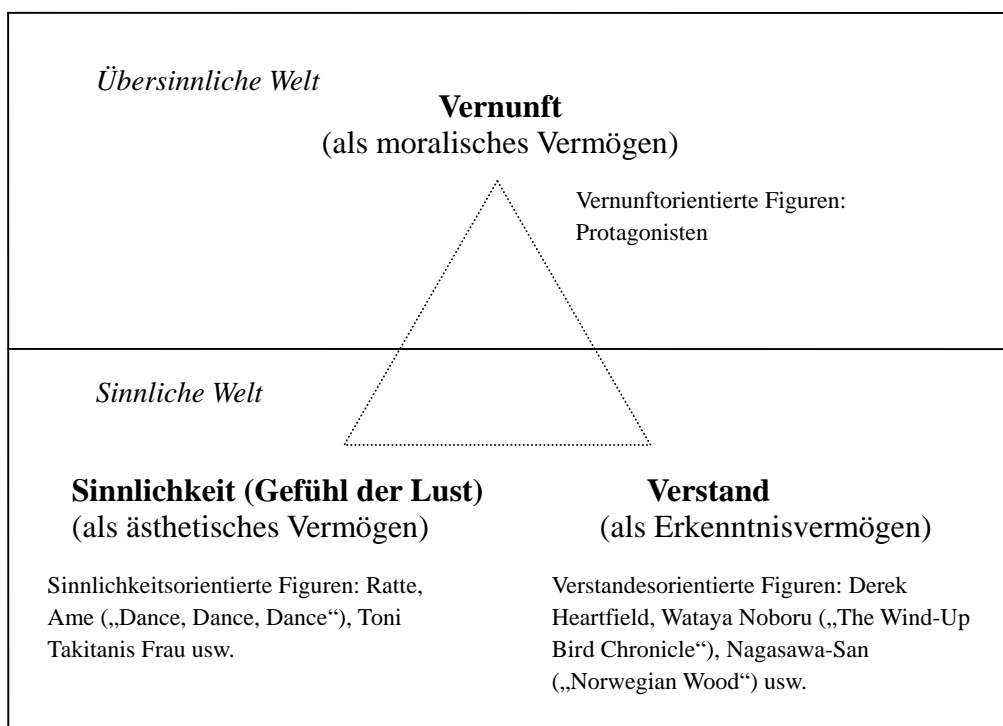 Übersinnliche Welt
Vernunft
(als moralisches Vermögen)
Vernunftorientierte Figuren:
Protagonisten
Sinnliche Welt
Sinnlichkeit (Gefühl der Lust)
(als ästhetisches Vermögen)
Sinnlichkeitsorientierte Figuren: Ratte,
Ame („Dance, Dance, Dance“), Toni
Takitanis Frau usw.
Verstand
(als Erkenntnisvermögen)
Verstandesorientierte Figuren: Derek
Heartfield, Wataya Noboru („The Wind-Up
Bird Chronicle“), Nagasawa-San
(„Norwegian Wood“) usw.